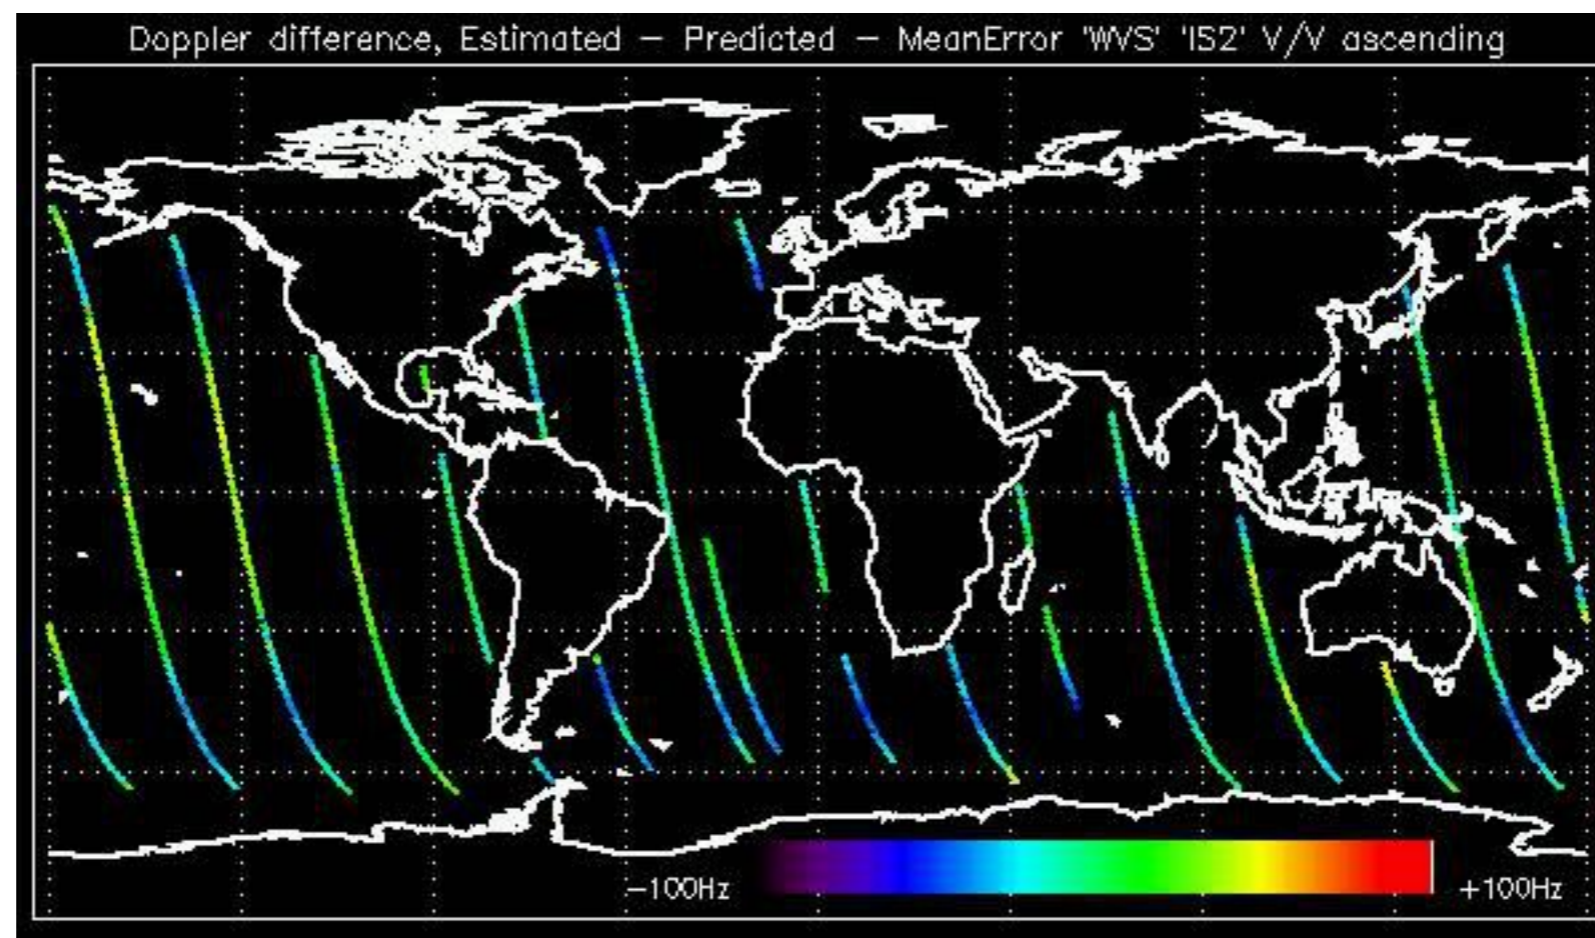 Doppler difference, Estimated — Predicted — MeanError 'WVS' 'IS2' V/V ascending
—100Hz
+100Hz